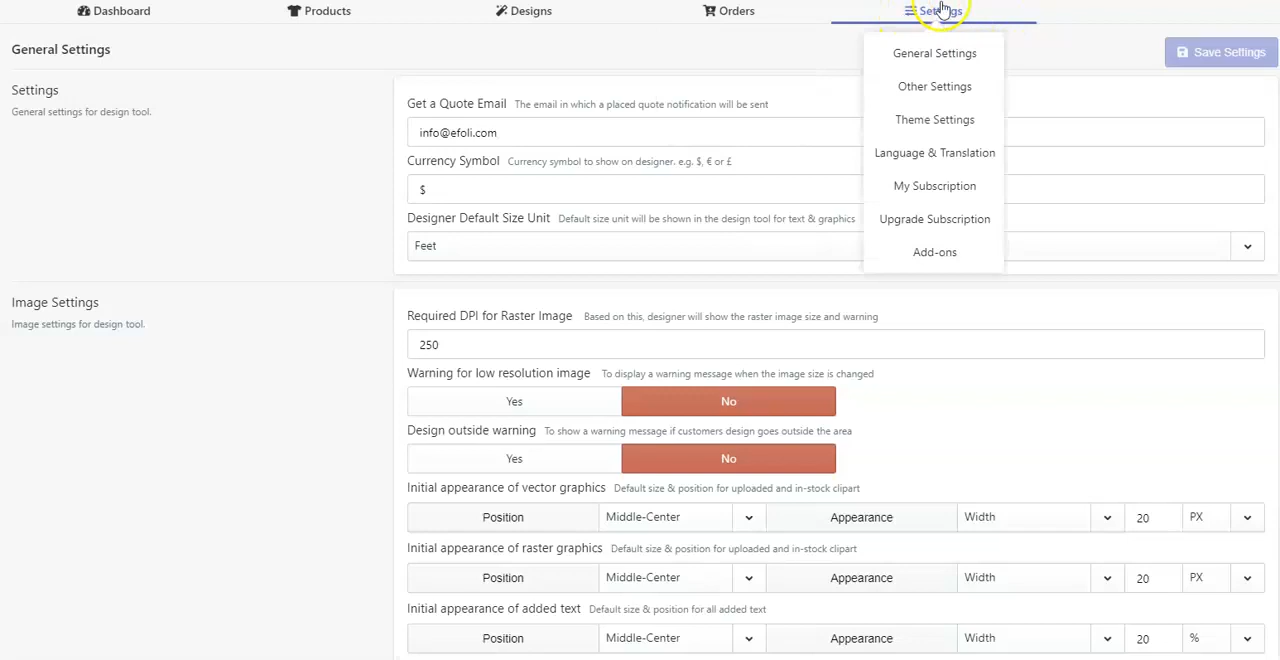 Dashboard Products Designs Orders Settings
General Settings
Save Settings
General Settings
Other Settings
Theme Settings
Language & Translation
My Subscription
Upgrade Subscription
Add-ons
Settings
General settings for design tool.
Get a Quote Email The email in which a placed quote notification will be sent
info@efoli.com
Currency Symbol Currency symbol to show on designer. e.g. $, € or £
$
Designer Default Size Unit Default size unit will be shown in the design tool for text & graphics
Feet
Image Settings
Image settings for design tool.
Required DPI for Raster Image Based on this, designer will show the raster image size and warning
250
Warning for low resolution image To display a warning message when the image size is changed
Yes No
Design outside warning To show a warning message if customers design goes outside the area
Yes No
Initial appearance of vector graphics Default size & position for uploaded and in-stock clipart
Position Middle-Center Appearance Width 20 PX
Initial appearance of raster graphics Default size & position for uploaded and in-stock clipart
Position Middle-Center Appearance Width 20 PX
Initial appearance of added text Default size & position for all added text
Position Middle-Center Appearance Width 20 %